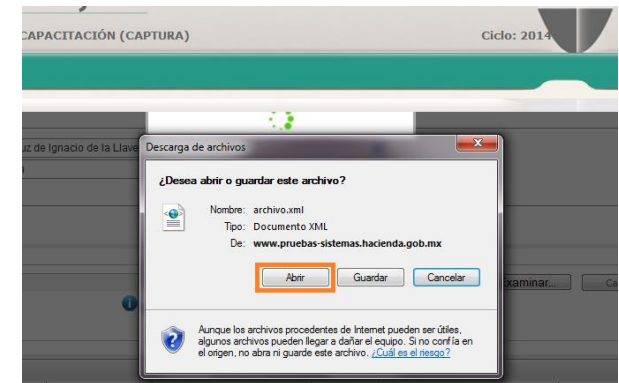 CAPACITACIÓN (CAPTURA)
Ciclo: 2014
uz de Ignacio de la Llave
Descarga de archivos
¿Desea abrir o guardar este archivo?
Nombre: archivo.xml
Tipo: Documento XML
De: www.pruebas-sistemas.hacienda.gob.mx
Abrir Guardar Cancelar
Examinar...
Aunque los archivos procedentes de Internet pueden ser útiles,
algunos archivos pueden llegar a dañar el equipo. Si no confía en
el origen, no abra ni guarde este archivo. ¿Cuál es el riesgo?